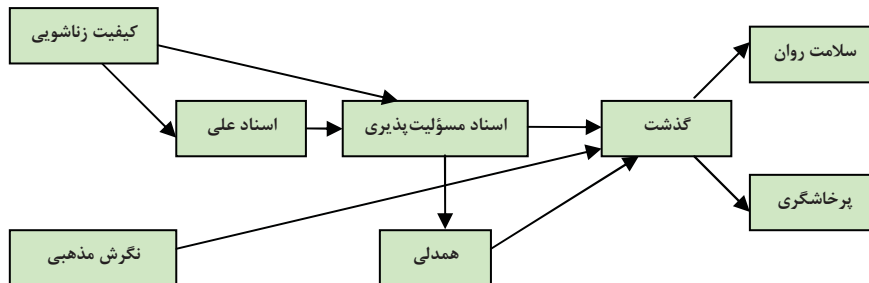 کیفیت زناشویی
سلامت روان
اسناد علی
اسناد مسؤلیت‌پذیری
گذشت
پرخاشگری
نگرش مذهبی
همدلی